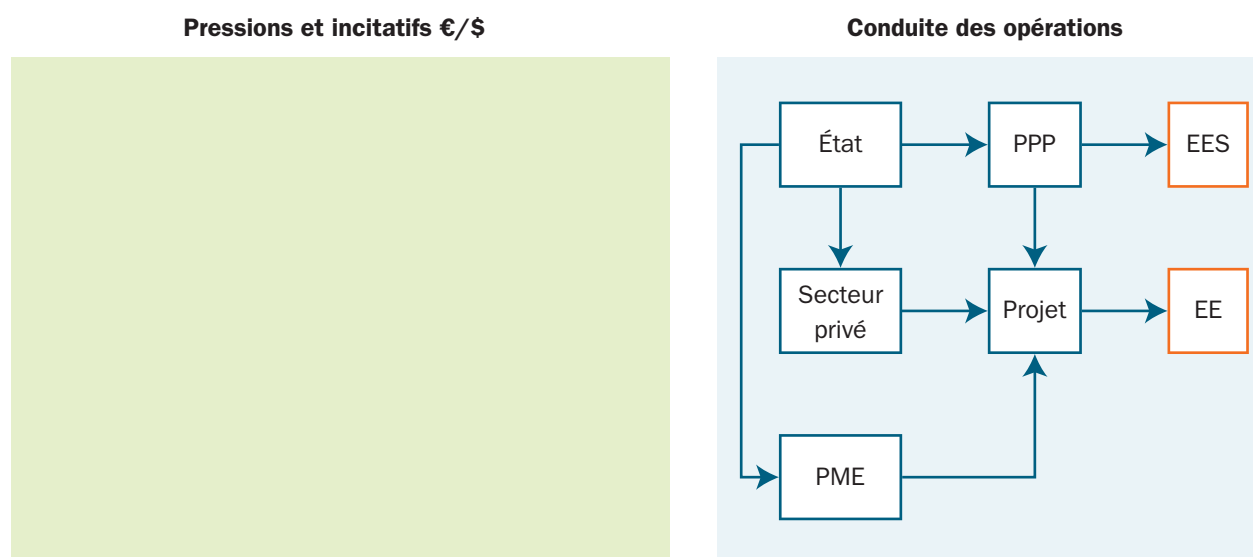 Pressions et incitatifs €/$
Conduite des opérations
État
PPP
EES
Secteur
privé
Projet
EE
PME